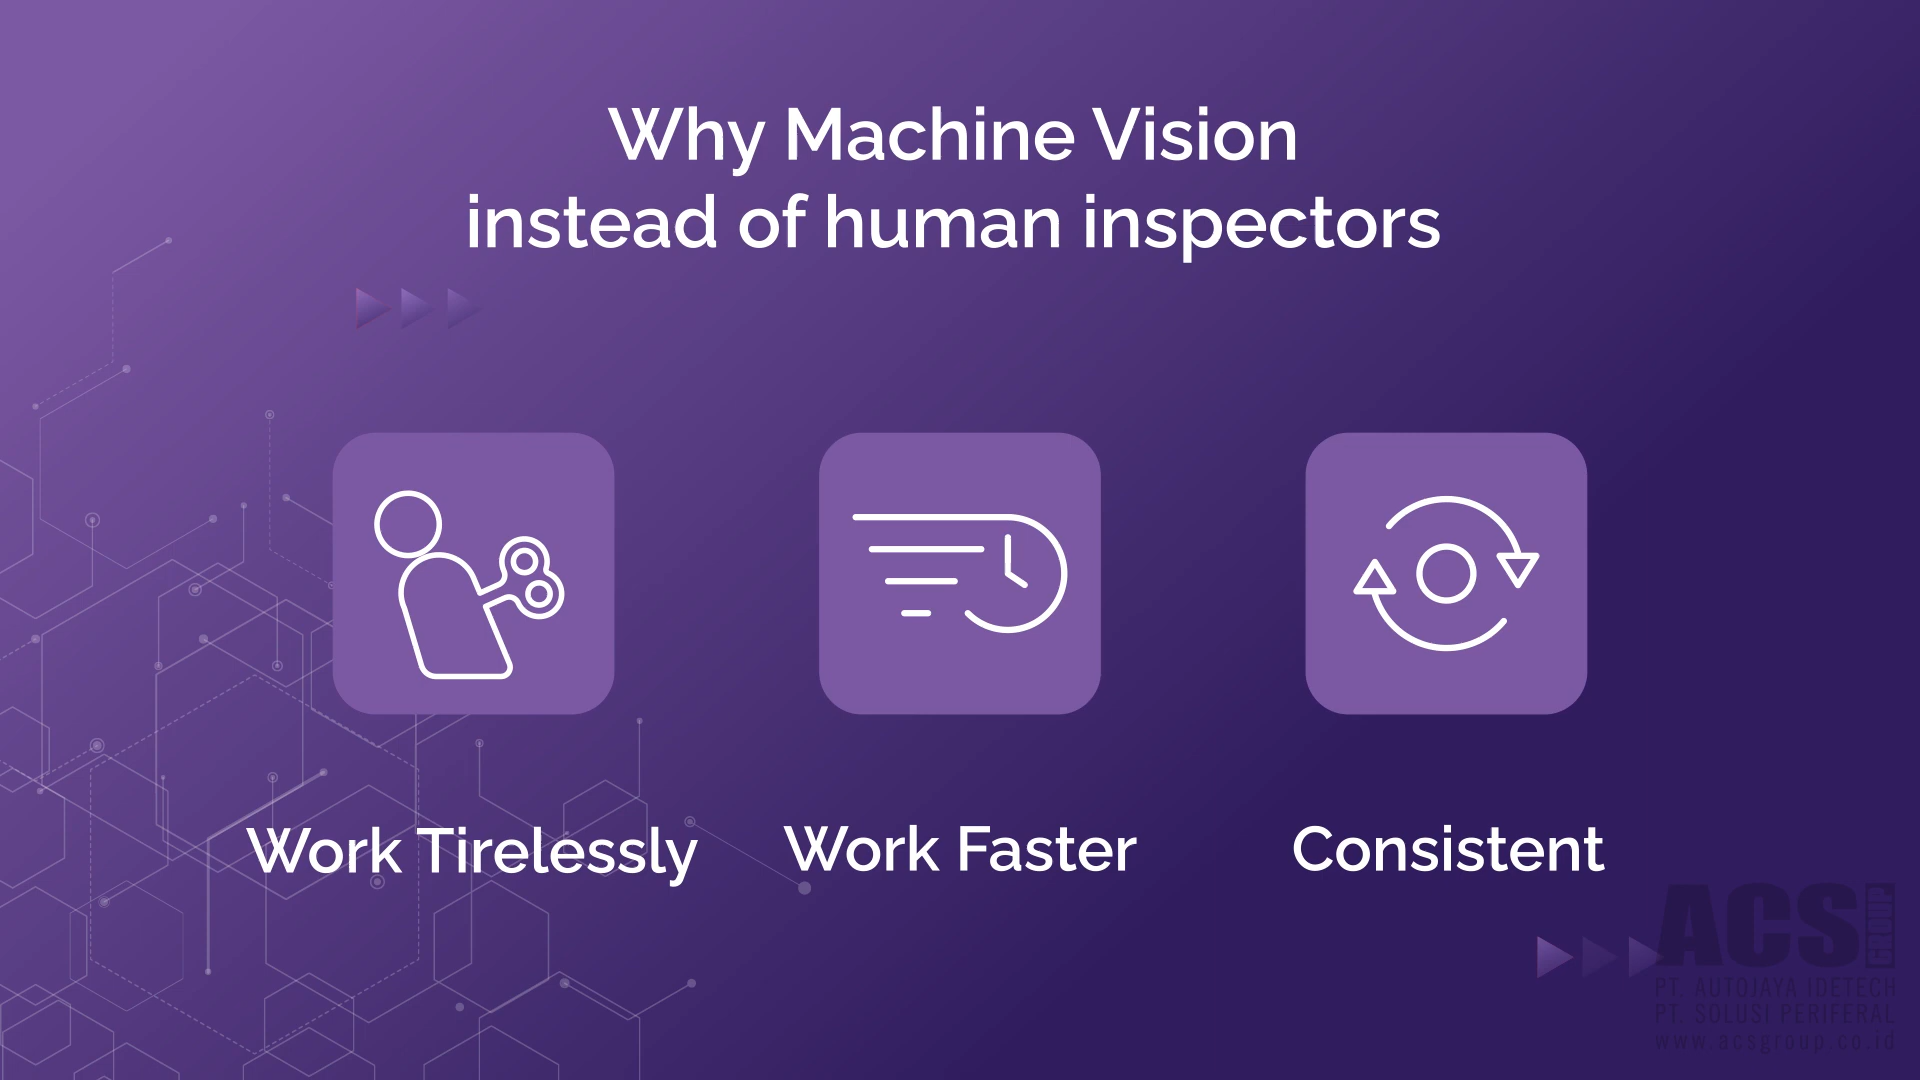 Why Machine Vision
instead of human inspectors
Work Tirelessly
Work Faster
Consistent
ACS
GROUP
PT. AUTOJAYA IDETECH
PT. SOLUSI PERIFERAL
www.acsgroup.co.id